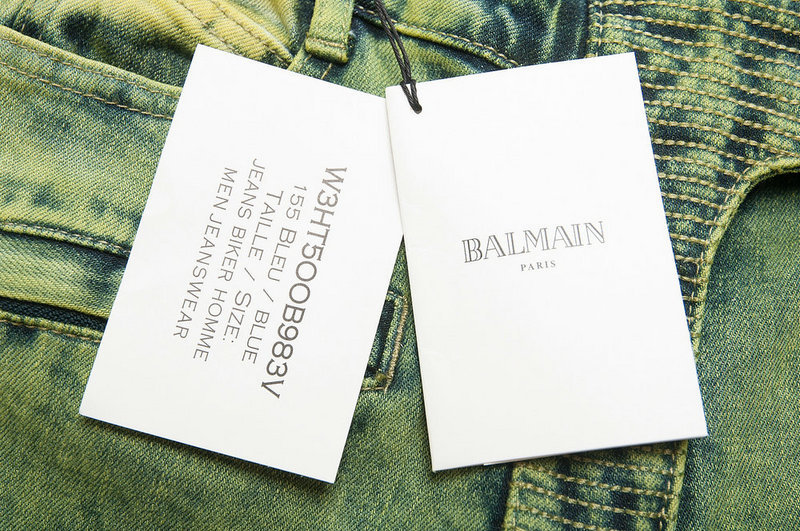 W3HT500B983V
155 BLEU / BLUE
TAILLE / SIZE:
JEANS BIKER HOMME
MEN JEANSWEAR
BALMAIN
PARIS